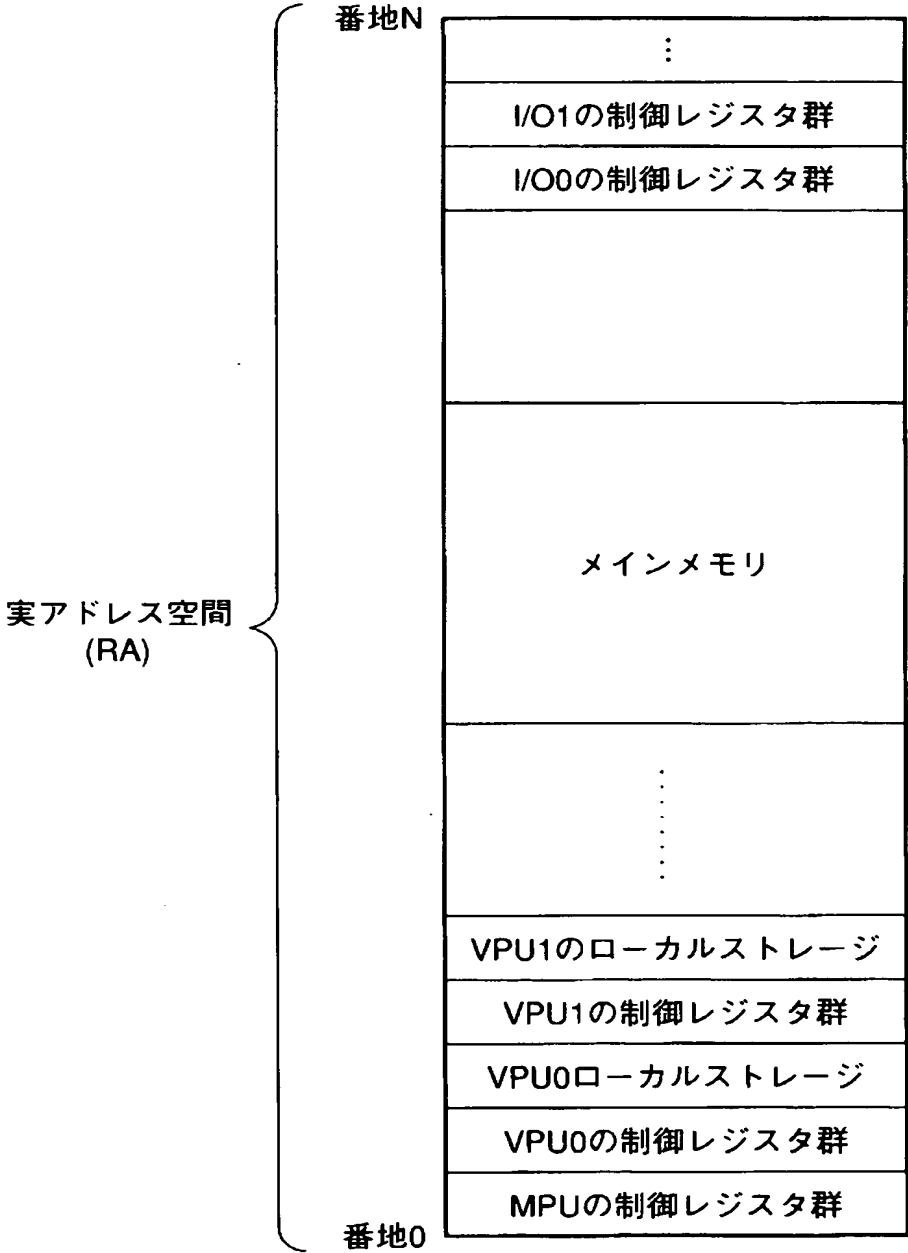 番地N
⋮
I/O1の制御レジスタ群
I/O0の制御レジスタ群
メインメモリ
実アドレス空間
(RA)
VPU1のローカルストレージ
VPU1の制御レジスタ群
VPU0ローカルストレージ
VPU0の制御レジスタ群
MPUの制御レジスタ群
番地0